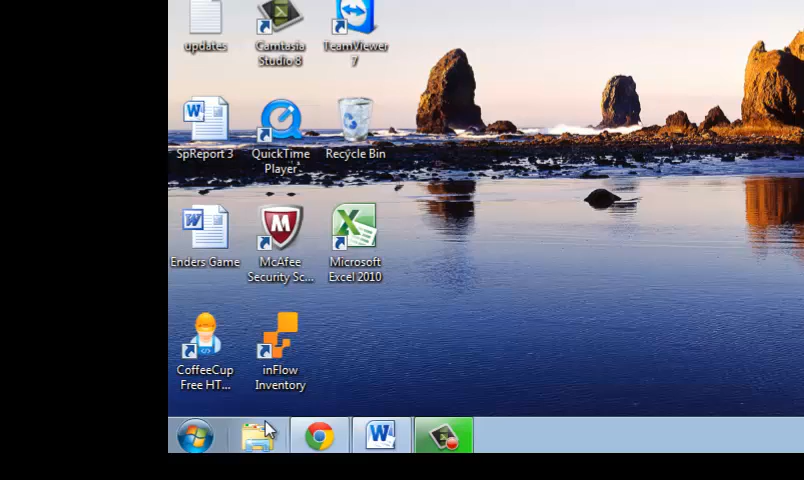 updates
Camtasia
Studio 8
TeamViewer
7
SpReport 3
QuickTime
Player
Recycle Bin
Enders Game
McAfee
Security Sc...
Microsoft
Excel 2010
CoffeeCup
Free HT...
inFlow
Inventory